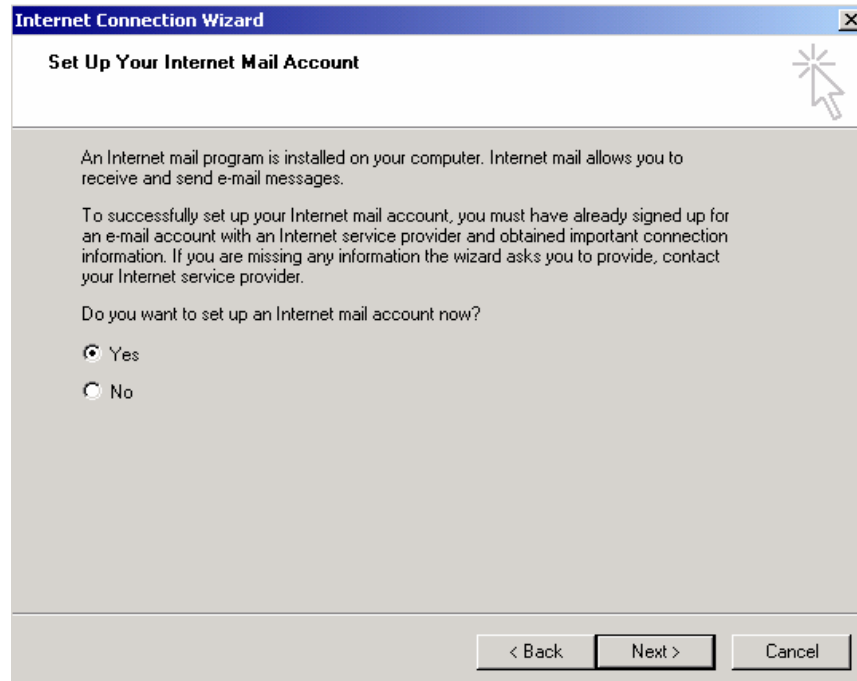 Internet Connection Wizard
Set Up Your Internet Mail Account
An Internet mail program is installed on your computer. Internet mail allows you to
receive and send e-mail messages.
To successfully set up your Internet mail account, you must have already signed up for
an e-mail account with an Internet service provider and obtained important connection
information. If you are missing any information the wizard asks you to provide, contact
your Internet service provider.
Do you want to set up an Internet mail account now?
Yes
No
< Back Next > Cancel